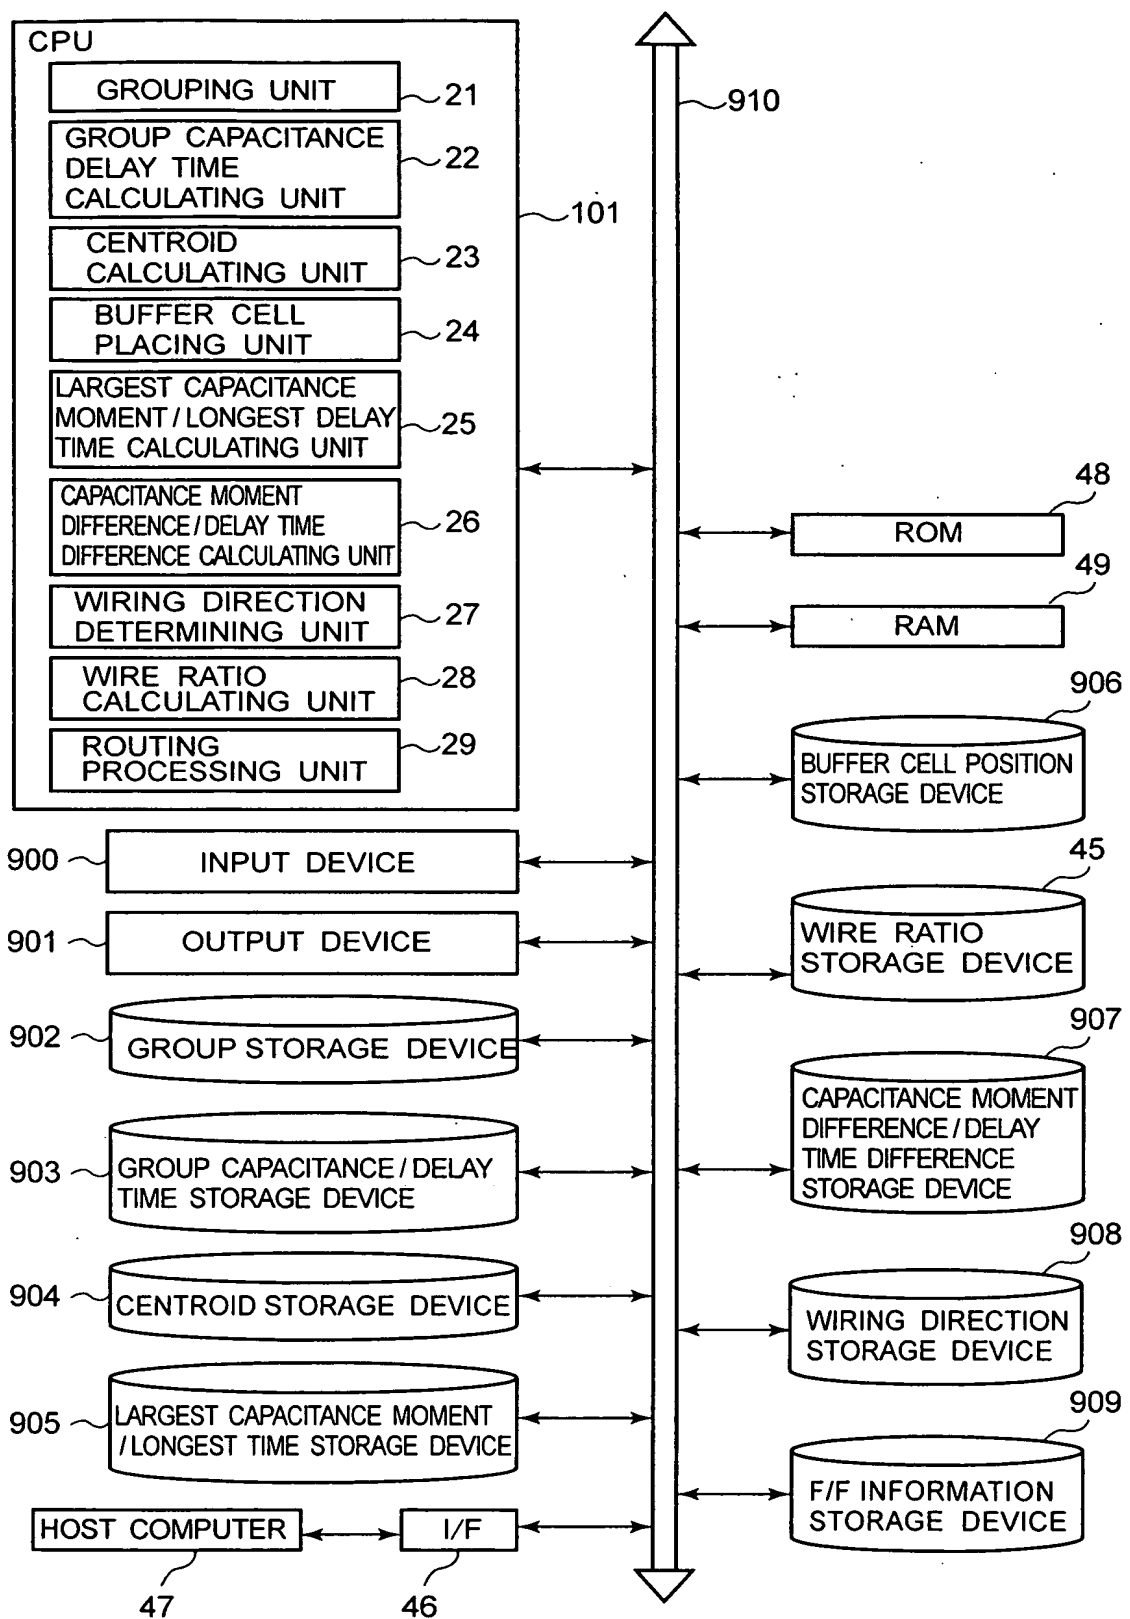 CPU
GROUPING UNIT
21
GROUP CAPACITANCE
DELAY TIME
CALCULATING UNIT
22
CENTROID
CALCULATING UNIT
23
BUFFER CELL
PLACING UNIT
24
LARGEST CAPACITANCE
MOMENT/LONGEST DELAY
TIME CALCULATING UNIT
25
CAPACITANCE MOMENT
DIFFERENCE/DELAY TIME
DIFFERENCE CALCULATING UNIT
26
WIRING DIRECTION
DETERMINING UNIT
27
WIRE RATIO
CALCULATING UNIT
28
ROUTING
PROCESSING UNIT
29
101
910
900
INPUT DEVICE
901
OUTPUT DEVICE
902
GROUP STORAGE DEVICE
903
GROUP CAPACITANCE/DELAY
TIME STORAGE DEVICE
904
CENTROID STORAGE DEVICE
905
LARGEST CAPACITANCE MOMENT
/LONGEST TIME STORAGE DEVICE
HOST COMPUTER
47
I/F
46
48
ROM
49
RAM
906
BUFFER CELL POSITION
STORAGE DEVICE
45
WIRE RATIO
STORAGE DEVICE
907
CAPACITANCE MOMENT
DIFFERENCE/DELAY
TIME DIFFERENCE
STORAGE DEVICE
908
WIRING DIRECTION
STORAGE DEVICE
909
F/F INFORMATION
STORAGE DEVICE